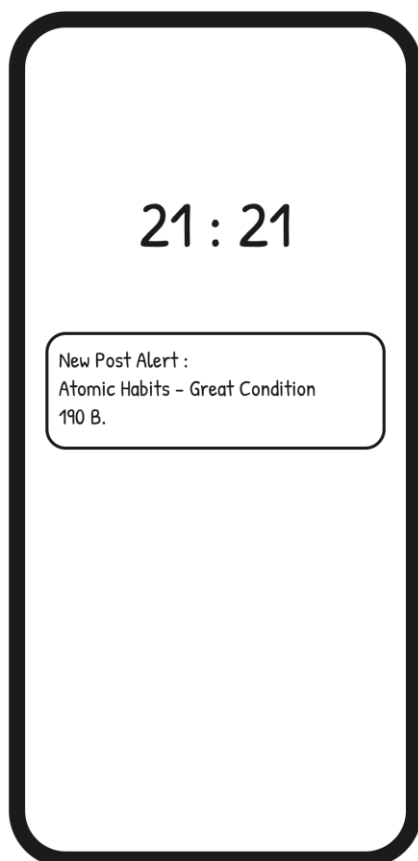 21 : 21
New Post Alert :
Atomic Habits - Great Condition
190 B.